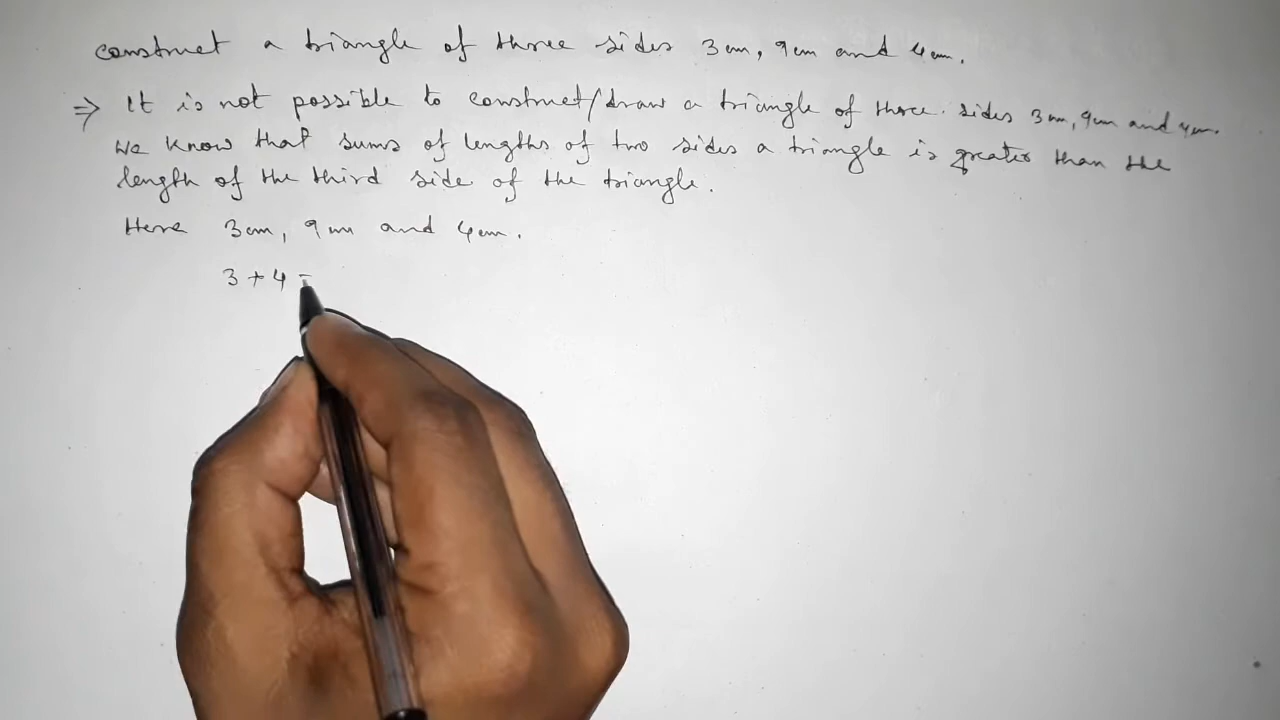 construct a triangle of three sides 3cm, 9cm and 4cm.
⇒ It is not possible to construct/draw a triangle of three sides 3cm, 9cm and 4cm.
We know that sums of lengths of two sides a triangle is greater than the
length of the third side of the triangle.
Here 3cm, 9cm and 4cm.
3+4 =